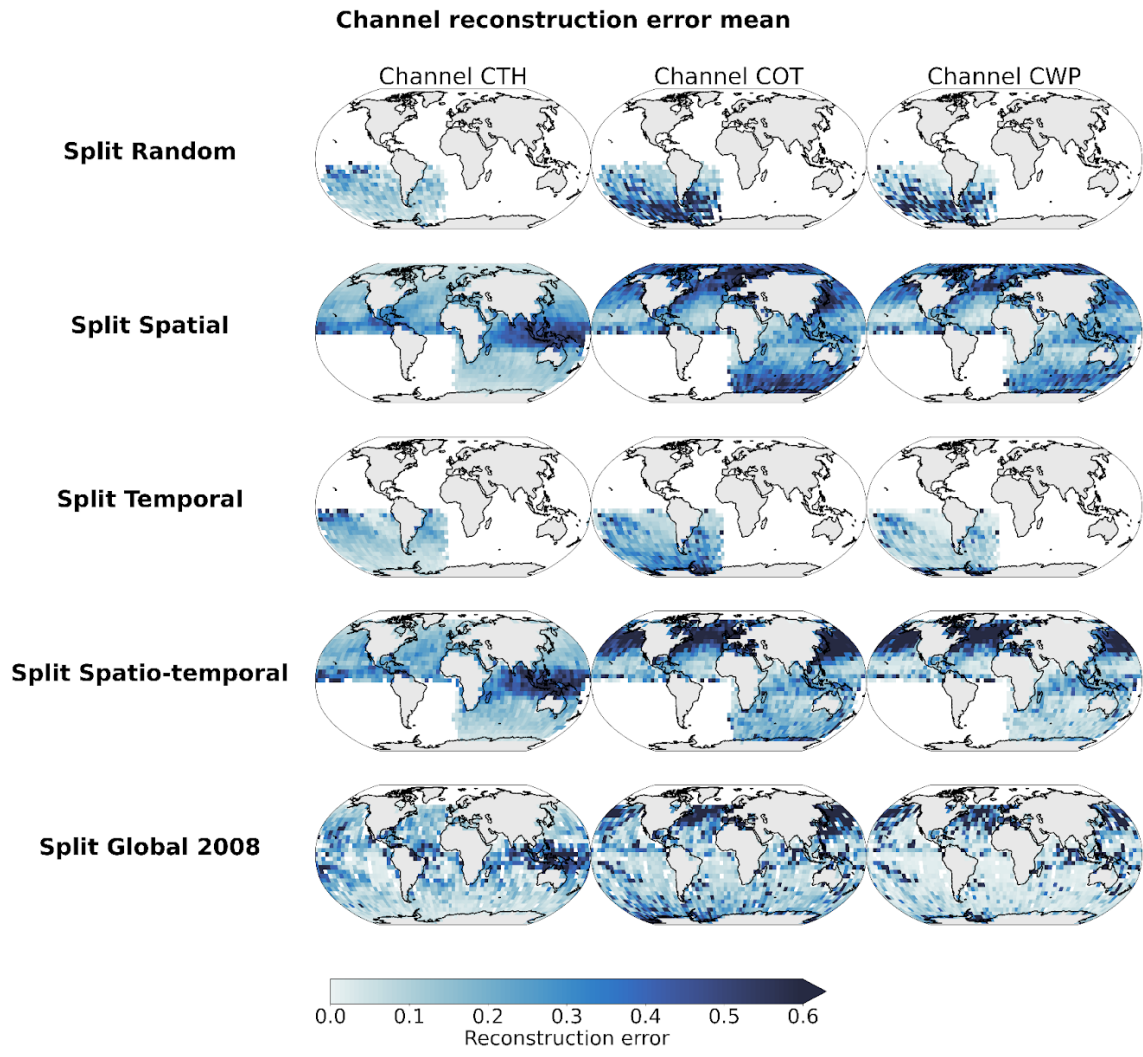 Channel reconstruction error mean
Channel CTH Channel COT Channel CWP
Split Random
Split Spatial
Split Temporal
Split Spatio-temporal
Split Global 2008
0.0 0.1 0.2 0.3 0.4 0.5 0.6
Reconstruction error